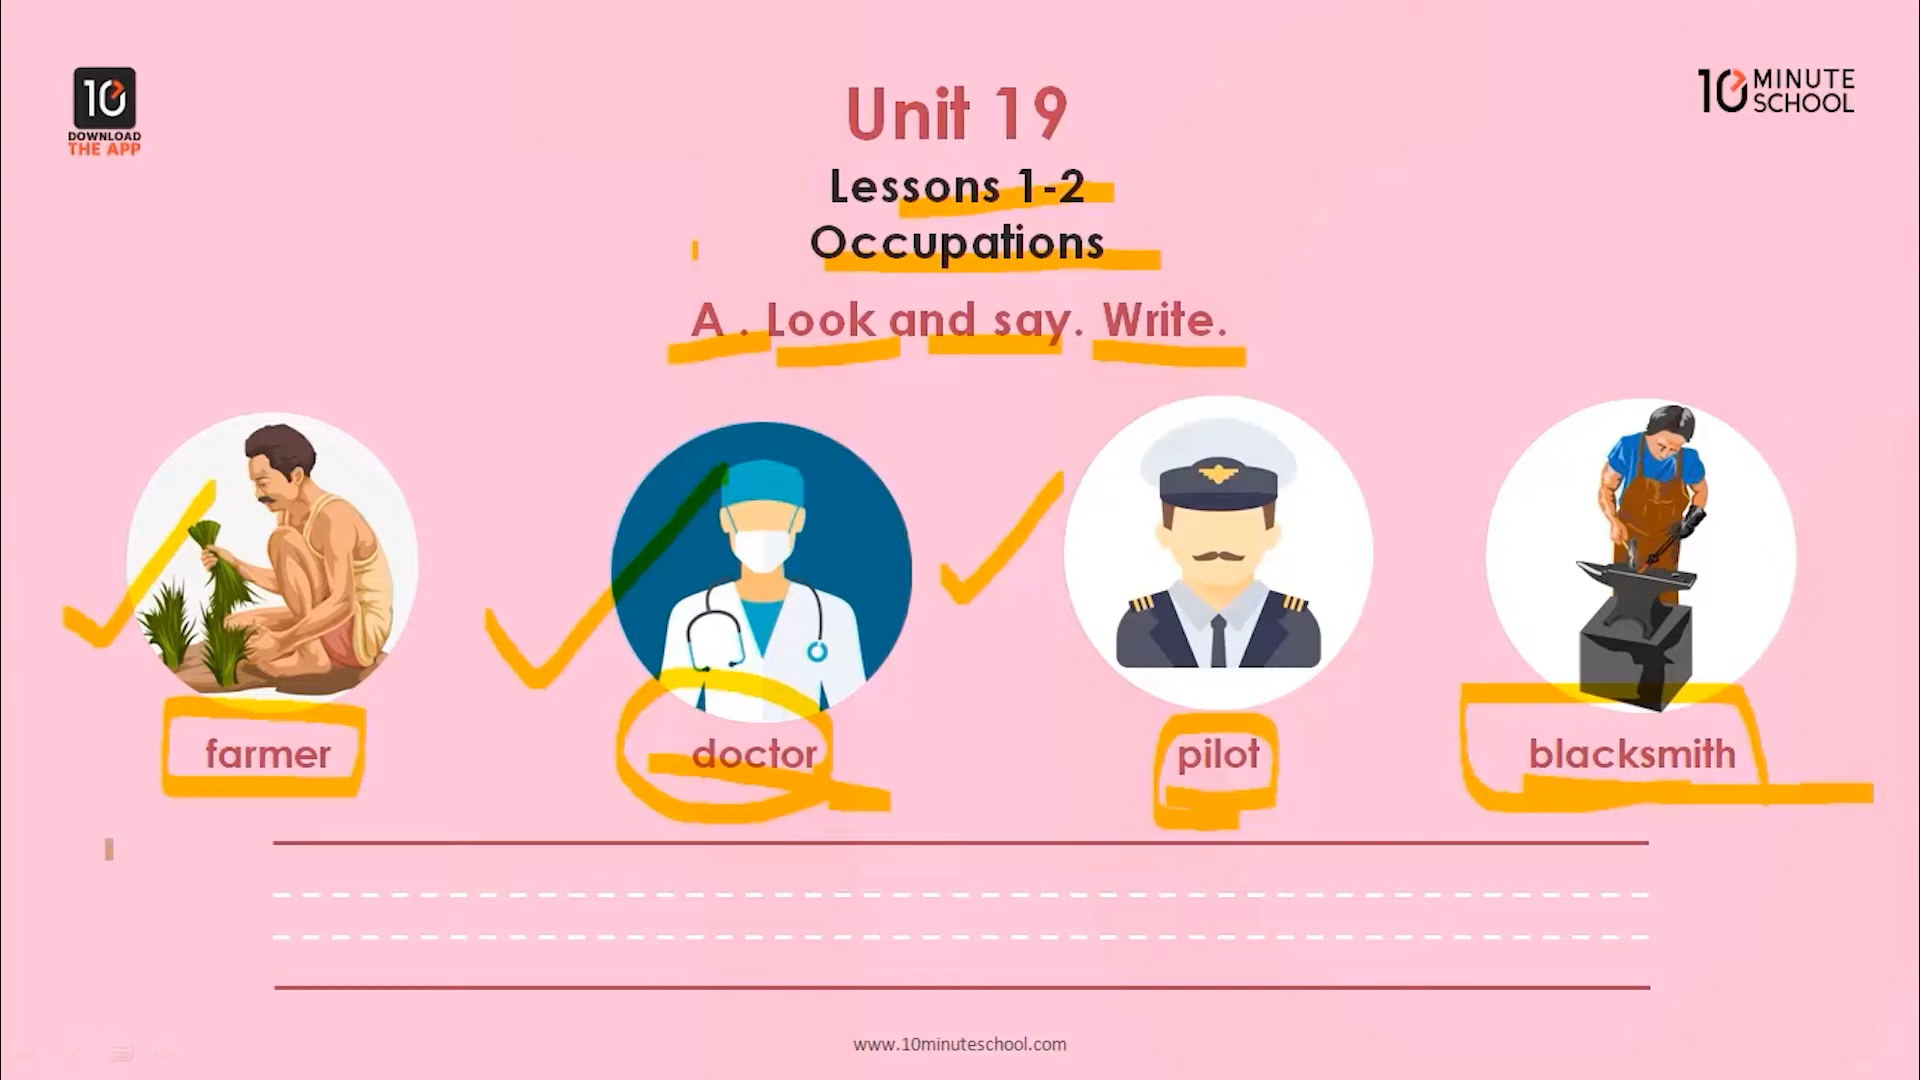 10
DOWNLOAD
THE APP
10 MINUTE
SCHOOL
Unit 19
Lessons 1-2
Occupations
A . Look and say. Write.
farmer
doctor
pilot
blacksmith
www.10minuteschool.com